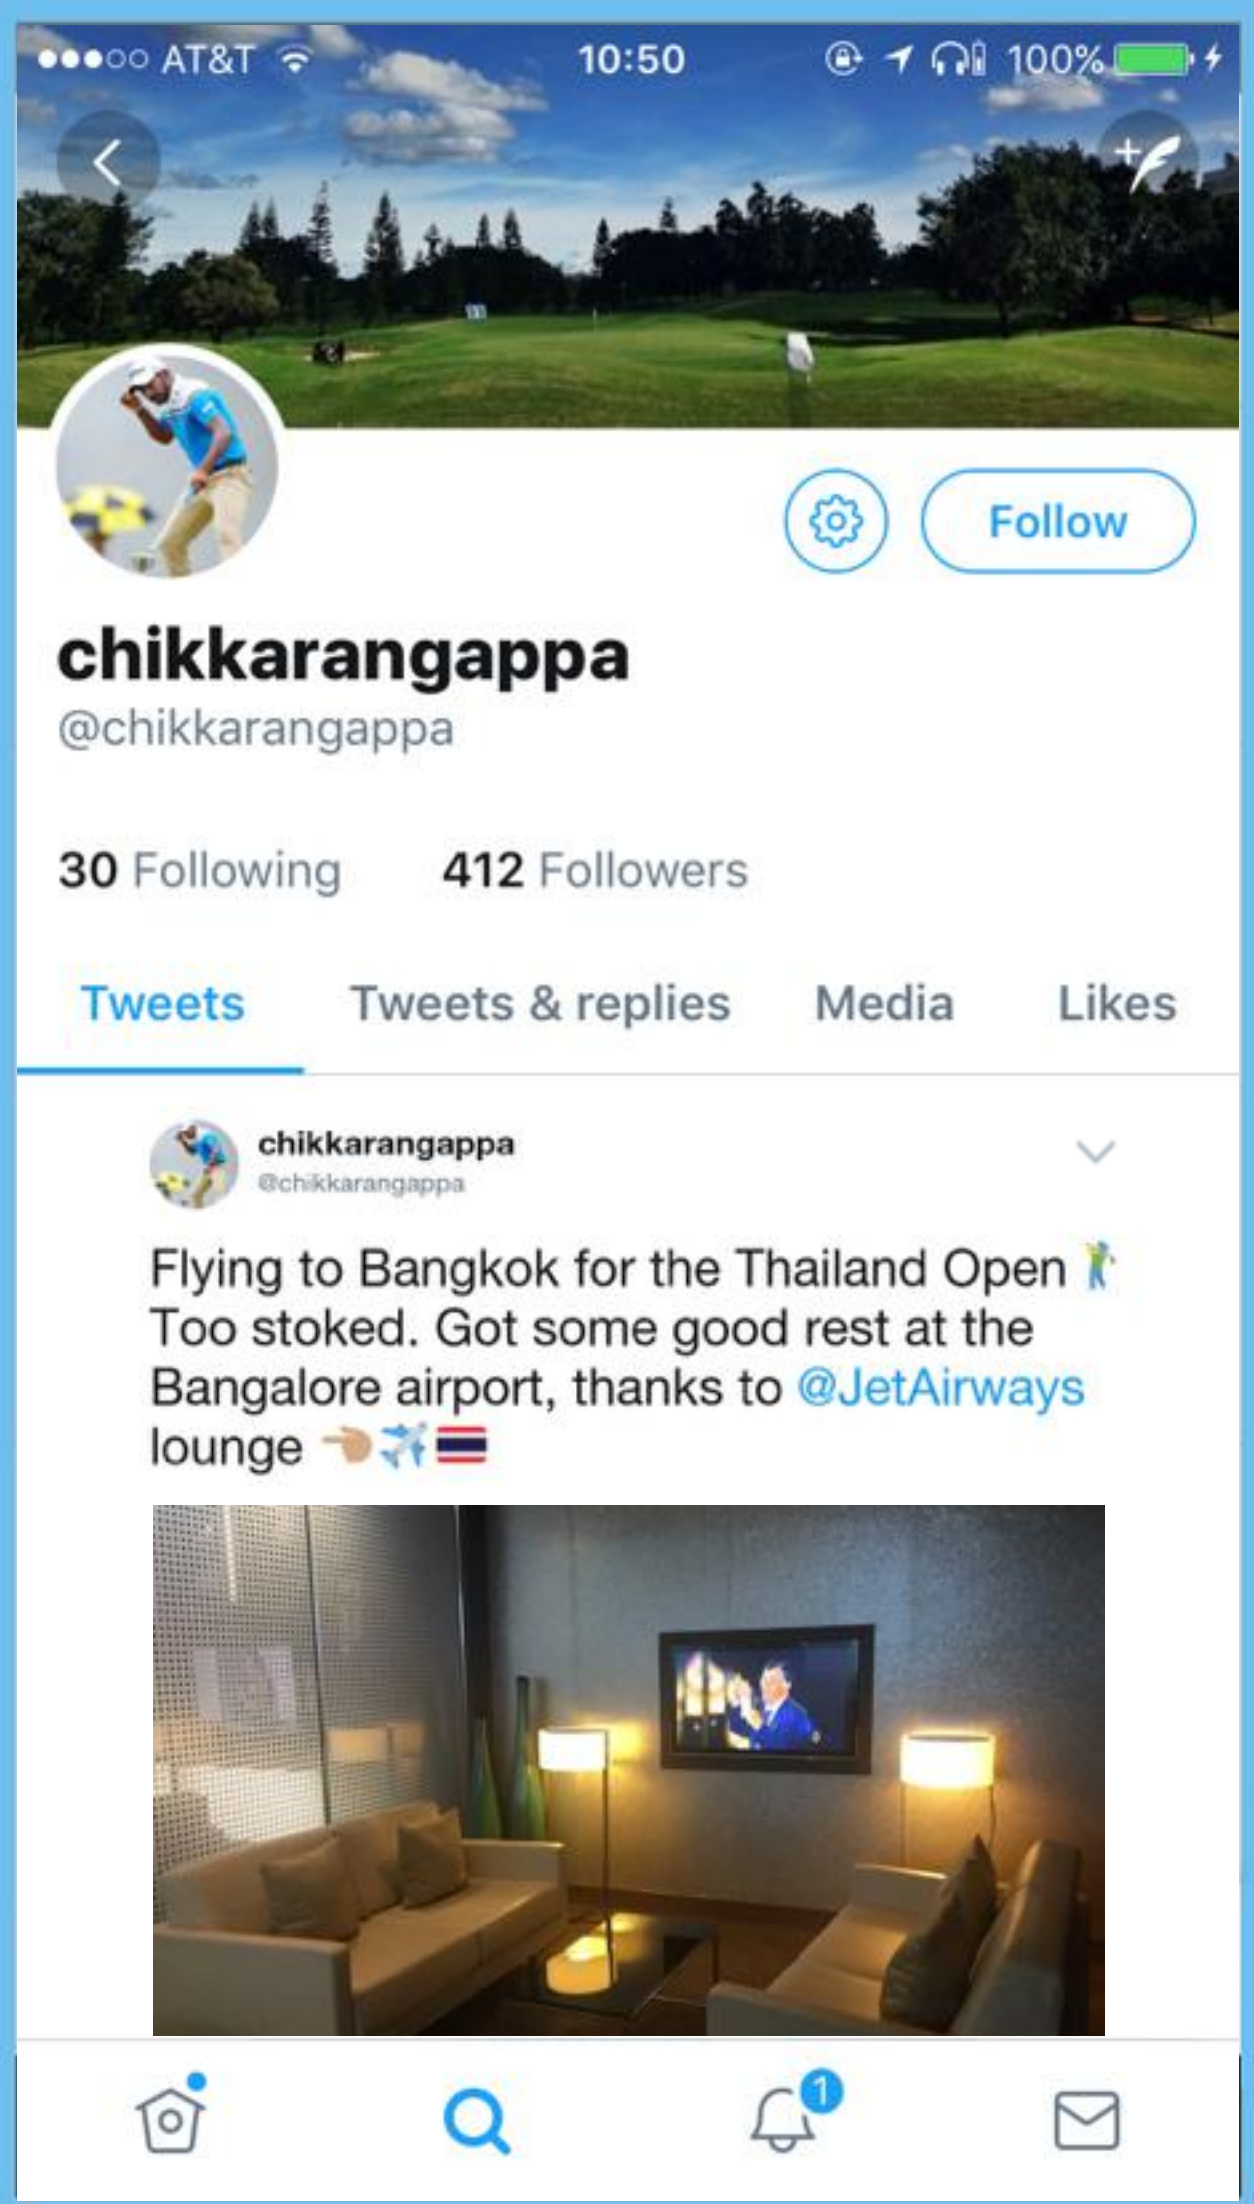 AT&T 10:50 100%
chikkarangappa
@chikkarangappa
30 Following 412 Followers
Follow
Tweets Tweets & replies Media Likes
chikkarangappa
@chikkarangappa
Flying to Bangkok for the Thailand Open 🏌
Too stoked. Got some good rest at the
Bangalore airport, thanks to @JetAirways
lounge 👈🏼✈️🇹🇭
1